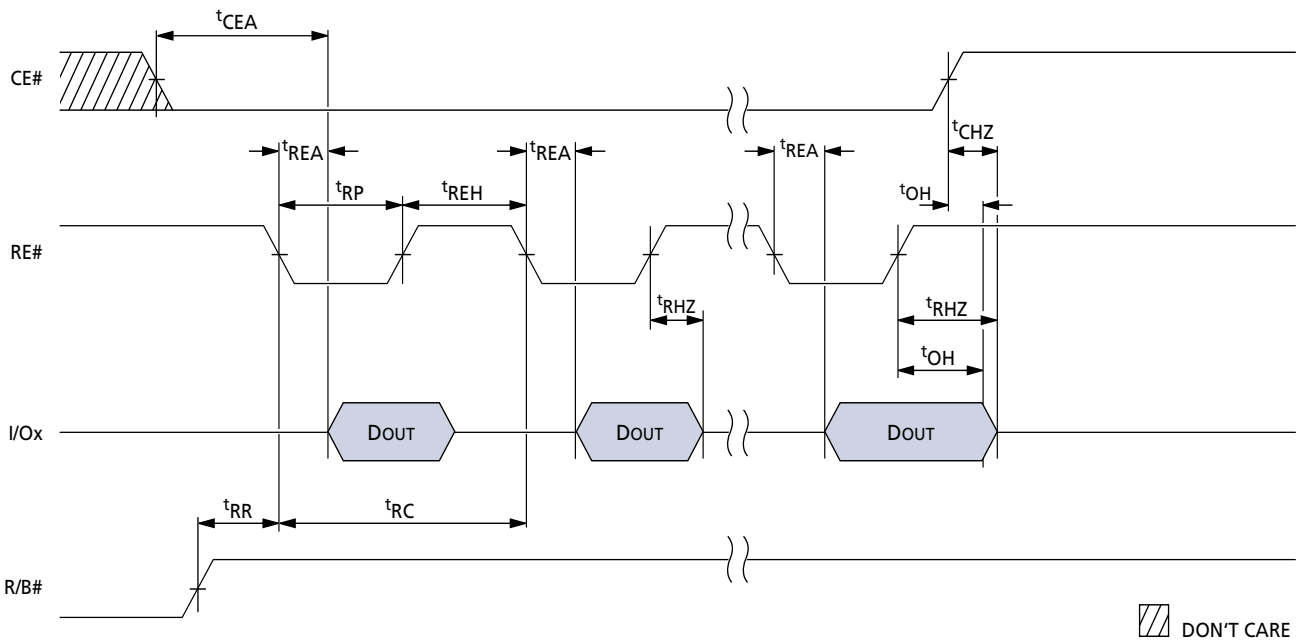 tCEA
CE#
tREA
tREA
tREA
tCHZ
tRP
tREH
tOH
RE#
tRHZ
tRHZ
tOH
I/Ox
DOUT
DOUT
DOUT
tRR
tRC
R/B#
DON'T CARE